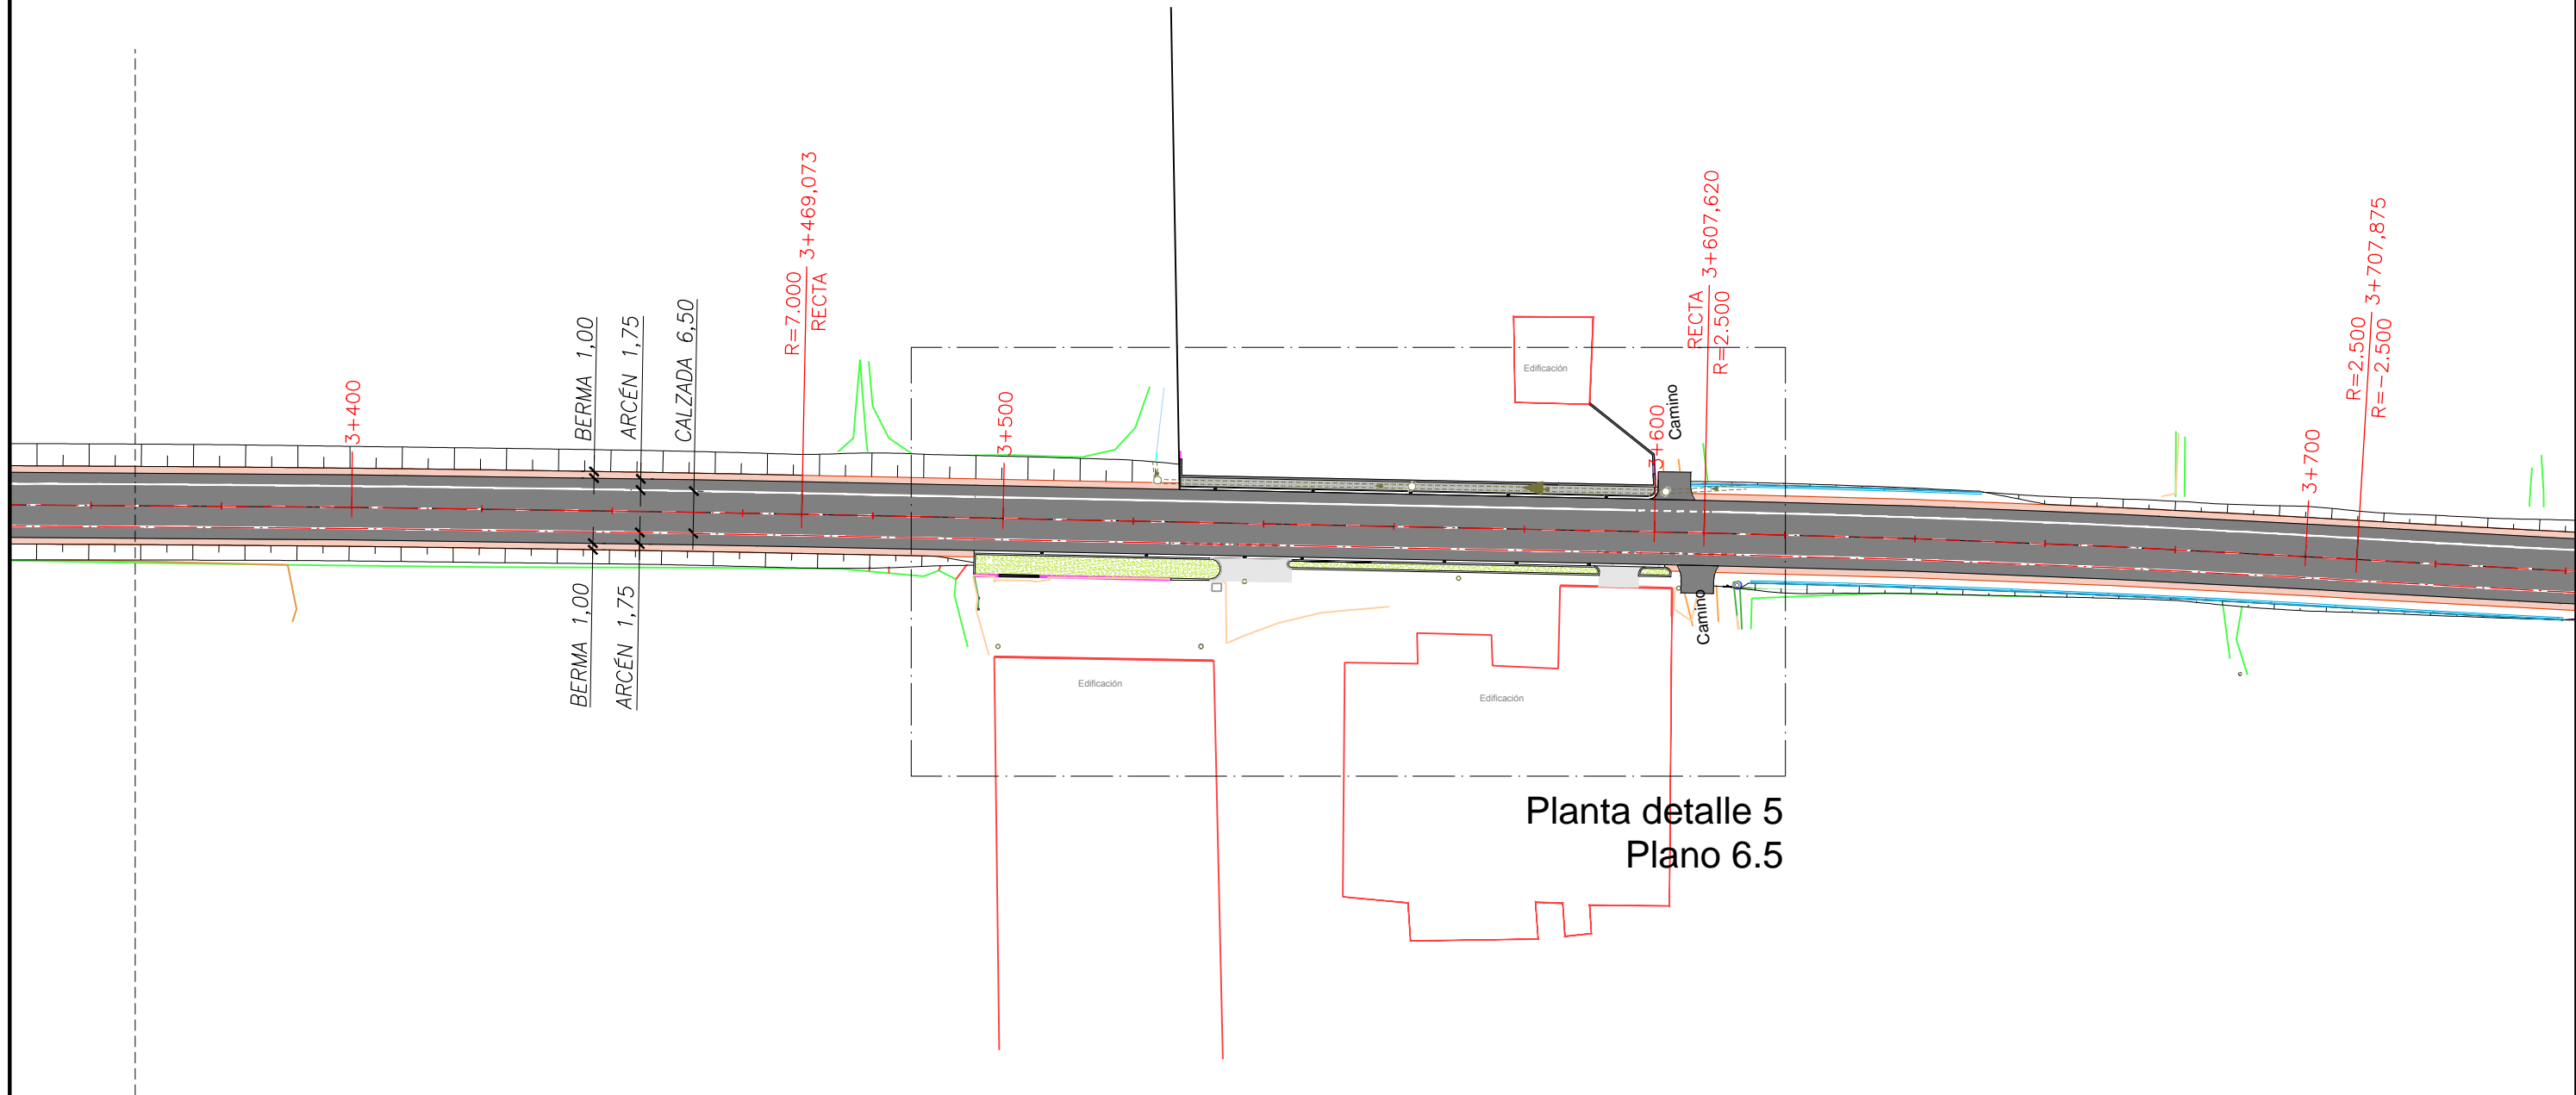 3+400
BERMA 1,00
ARCÉN 1,75
CALZADA 6,50
R=7.000
3+469,073
RECTA
3+500
Edificación
3+600
Camino
RECTA
3+607,620
R=2.500
R=2.500
3+707,875
R=-2.500
3+700
BERMA 1,00
ARCÉN 1,75
Camino
Edificación
Edificación
Planta detalle 5
Plano 6.5